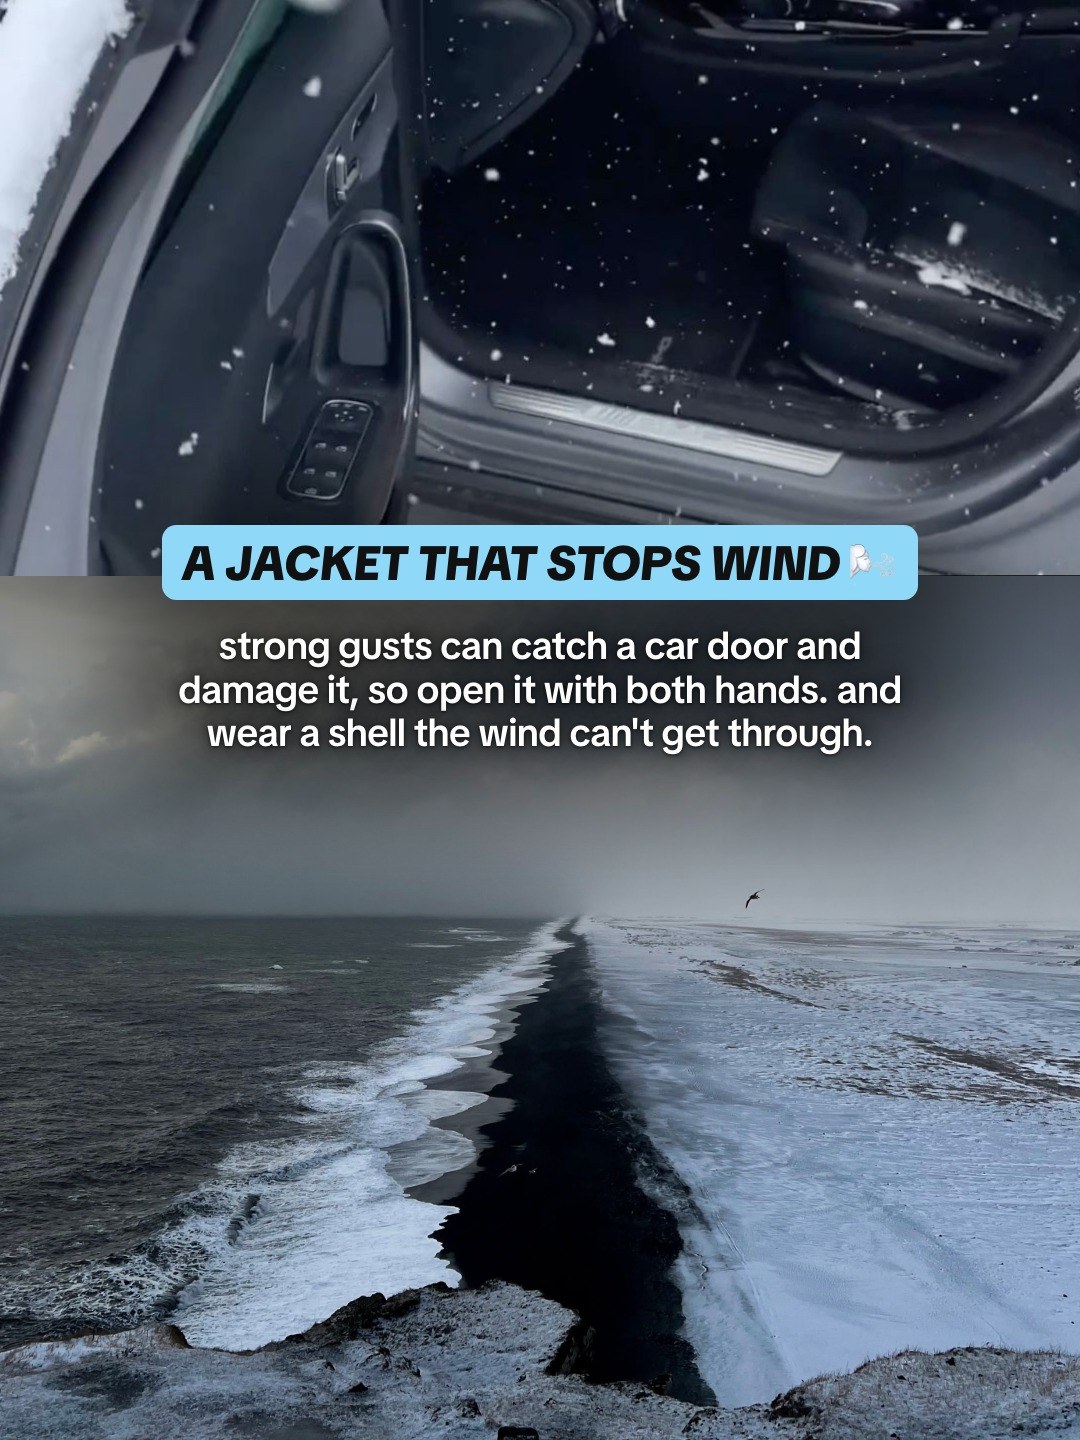 A JACKET THAT STOPS WIND 🌬️
strong gusts can catch a car door and
damage it, so open it with both hands. and
wear a shell the wind can't get through.